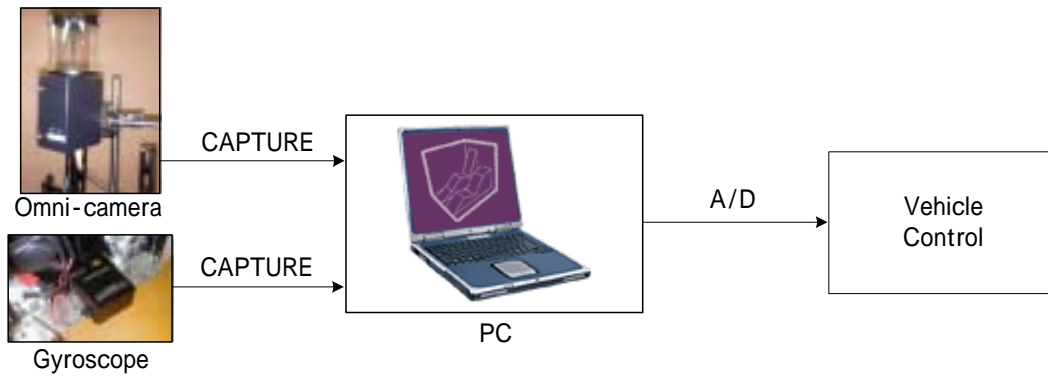 Omni-camera
CAPTURE
Gyroscope
CAPTURE
PC
A/D
Vehicle
Control